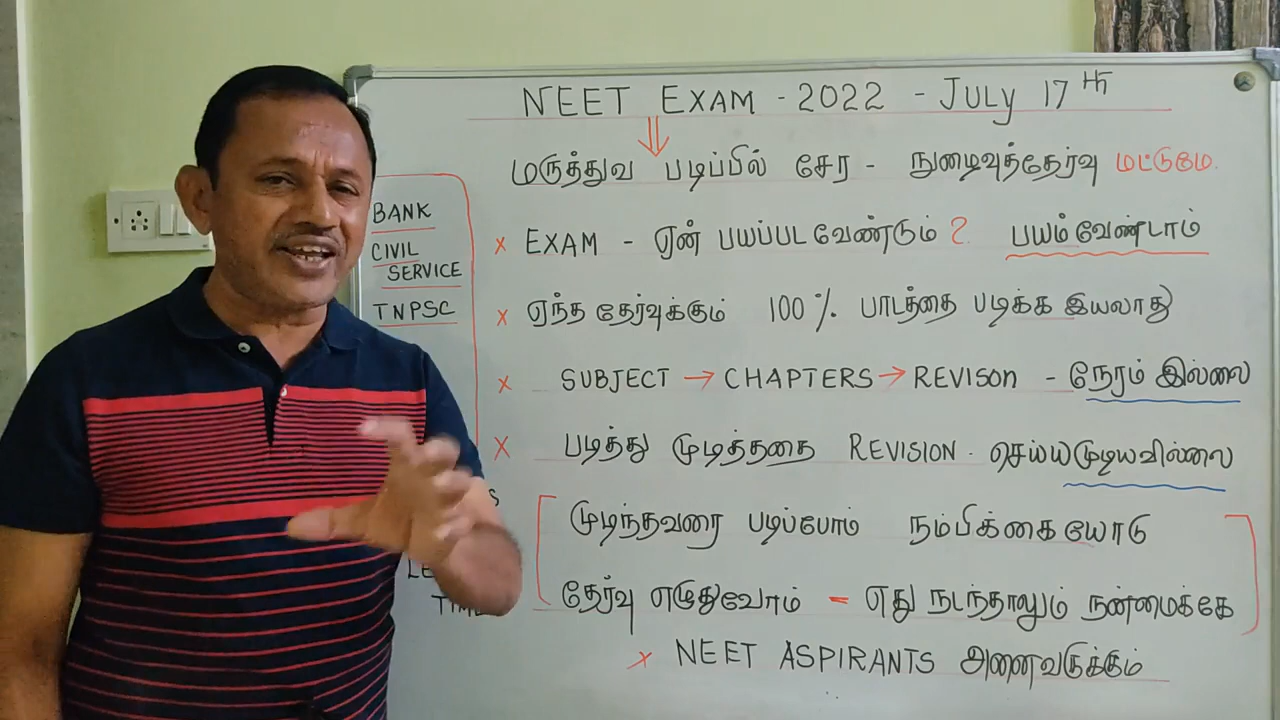 NEET EXAM - 2022 - JULY 17TH
மருத்துவ படிப்பில் சேர - நுழைவுத்தேர்வு மட்டுமே.
BANK
CIVIL
SERVICE
TNPSC
x EXAM - ஏன் பயப்படவேண்டும் ? பயம்வேண்டாம்
x ஏந்த தேர்வுக்கும் 100% பாடத்தை படிக்க இயலாது
x SUBJECT → CHAPTERS → REVISON - நேரம் இல்லை
x படித்து முடித்ததை REVISION - செய்யமுடியவில்லை
முடிந்தவரை படிப்போம் நம்பிக்கையோடு
தேர்வு எழுதுவோம் - எது நடந்தாலும் நன்மைக்கே
x NEET ASPIRANTS அனைவருக்கும்